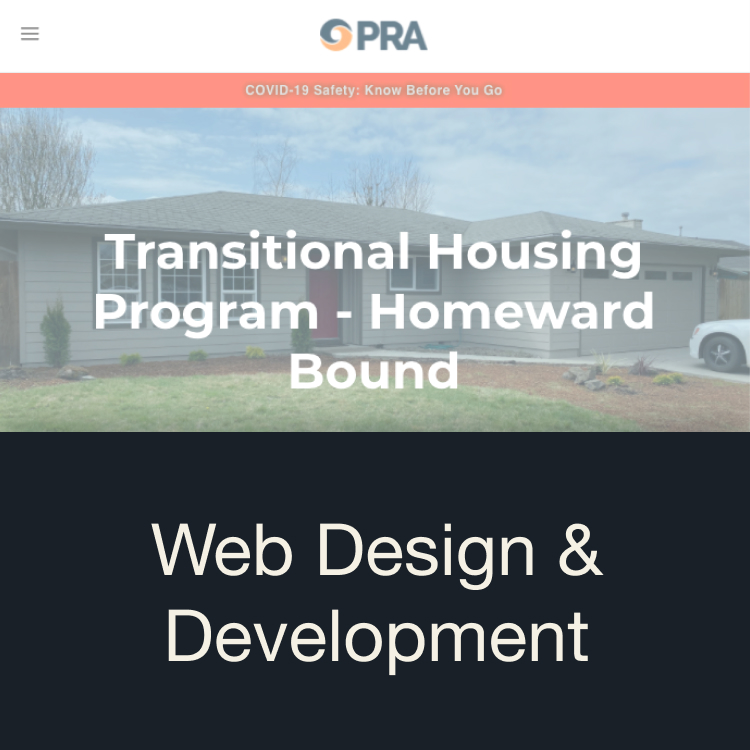 PRA
COVID-19 Safety: Know Before You Go
Transitional Housing
Program - Homeward
Bound
Web Design &
Development